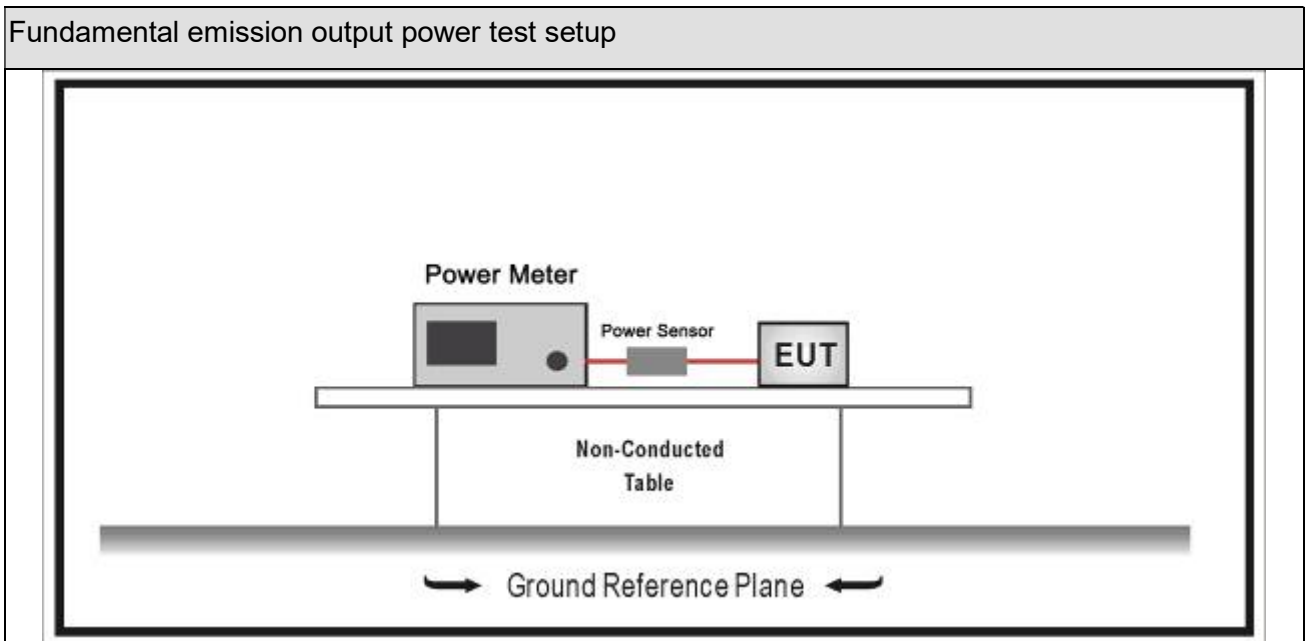 Fundamental emission output power test setup
Power Meter
Power Sensor
EUT
Non-Conducted
Table
Ground Reference Plane